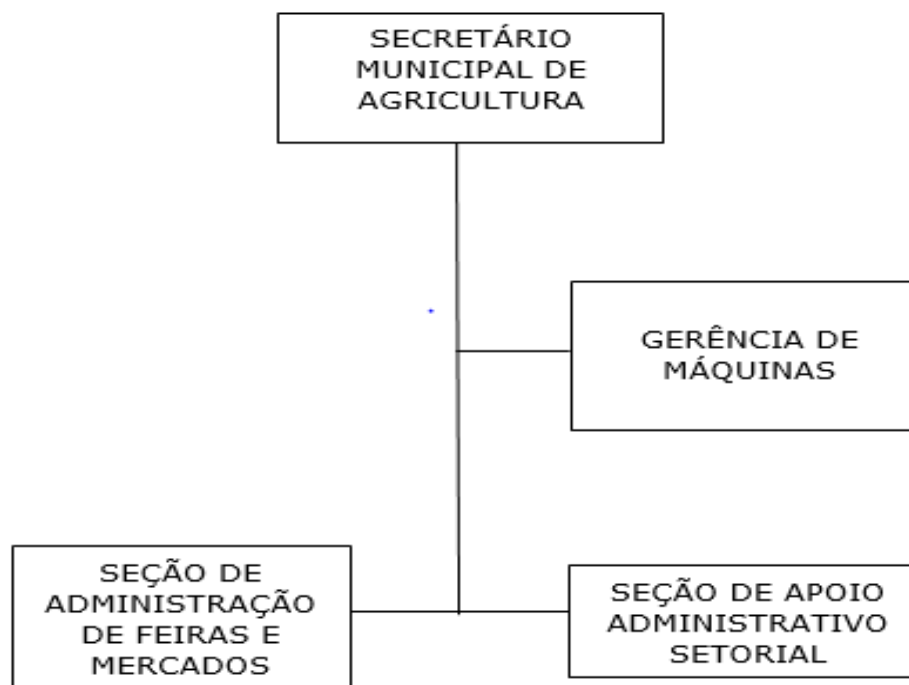 SECRETÁRIO
MUNICIPAL DE
AGRICULTURA
GERÊNCIA DE
MÁQUINAS
SEÇÃO DE
ADMINISTRAÇÃO
DE FEIRAS E
MERCADOS
SEÇÃO DE APOIO
ADMINISTRATIVO
SETORIAL